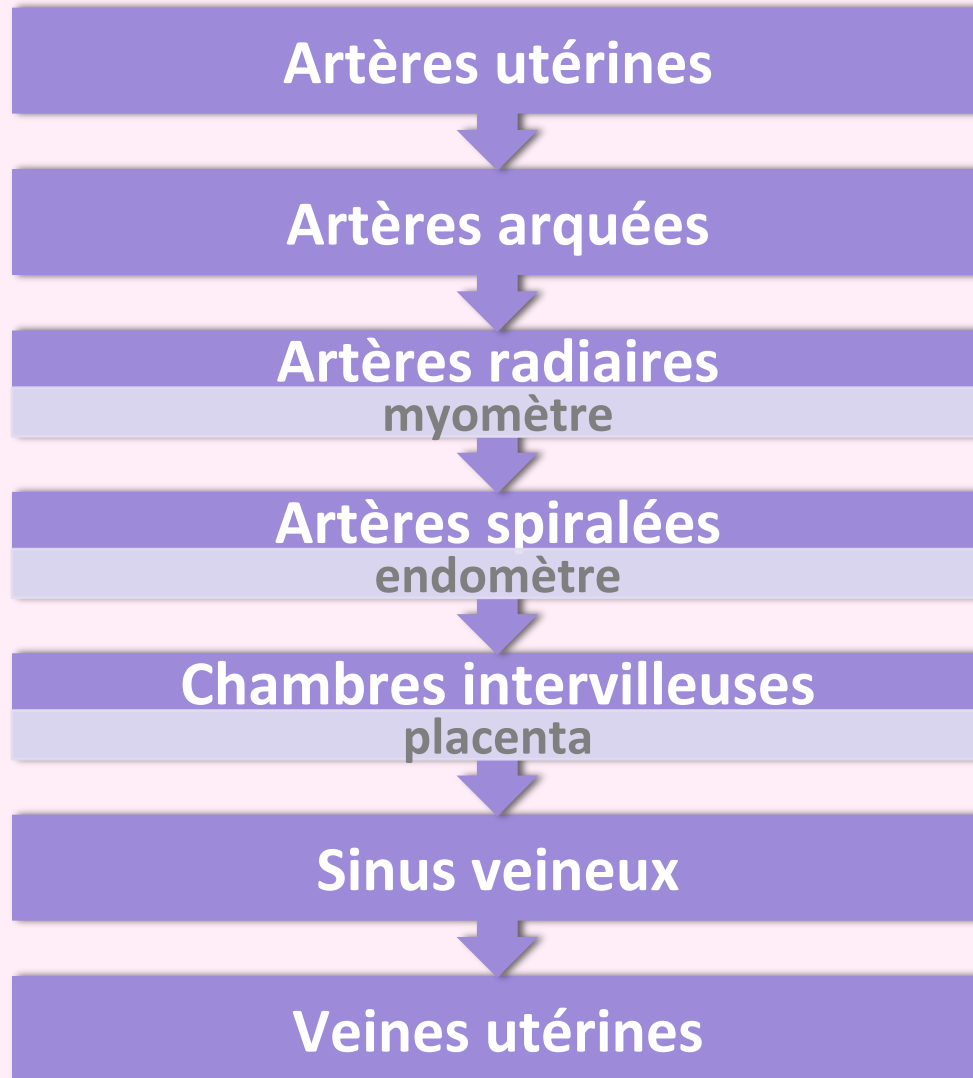 Artères utérines
Artères arquées
Artères radiaires
myomètre
Artères spiralées
endomètre
Chambres intervilleuses
placenta
Sinus veineux
Veines utérines